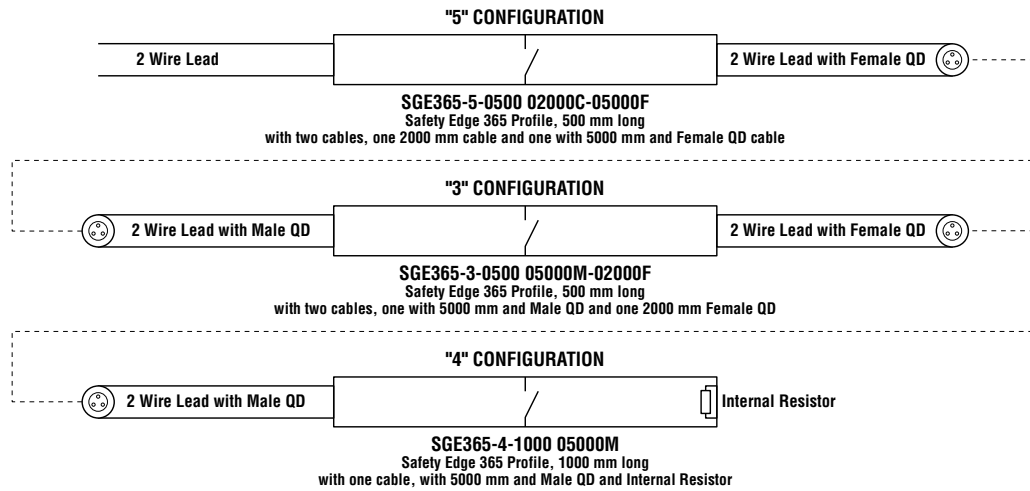 "5" CONFIGURATION
2 Wire Lead
2 Wire Lead with Female QD
SGE365-5-0500 02000C-05000F
Safety Edge 365 Profile, 500 mm long
with two cables, one 2000 mm cable and one with 5000 mm and Female QD cable
"3" CONFIGURATION
2 Wire Lead with Male QD
2 Wire Lead with Female QD
SGE365-3-0500 05000M-02000F
Safety Edge 365 Profile, 500 mm long
with two cables, one with 5000 mm and Male QD and one 2000 mm Female QD
"4" CONFIGURATION
2 Wire Lead with Male QD
Internal Resistor
SGE365-4-1000 05000M
Safety Edge 365 Profile, 1000 mm long
with one cable, with 5000 mm and Male QD and Internal Resistor